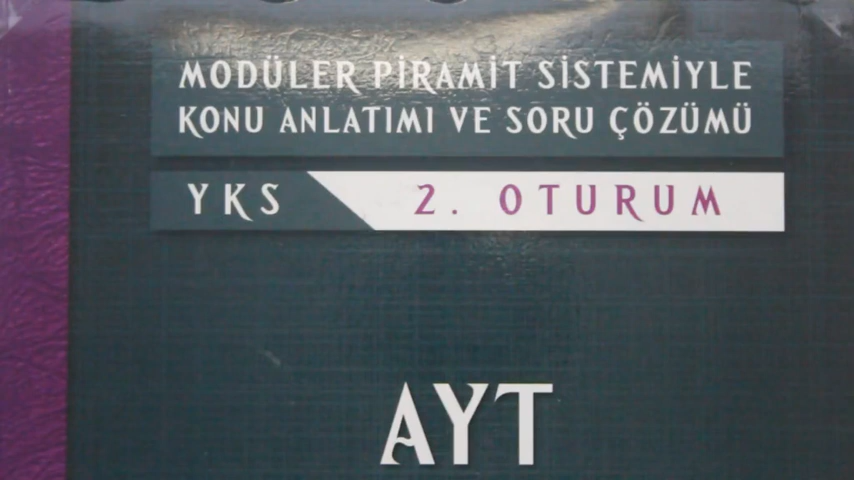 MODÜLER PİRAMİT SİSTEMİYLE
KONU ANLATIMI VE SORU ÇÖZÜMÜ
YKS 2. OTURUM
AYT